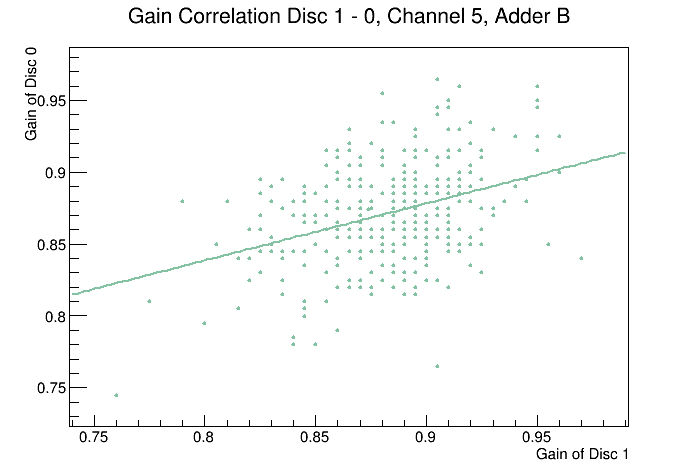 Gain Correlation Disc 1 - 0, Channel 5, Adder B
Gain of Disc 0
0.95
0.9
0.85
0.8
0.75
0.75 0.8 0.85 0.9 0.95
Gain of Disc 1